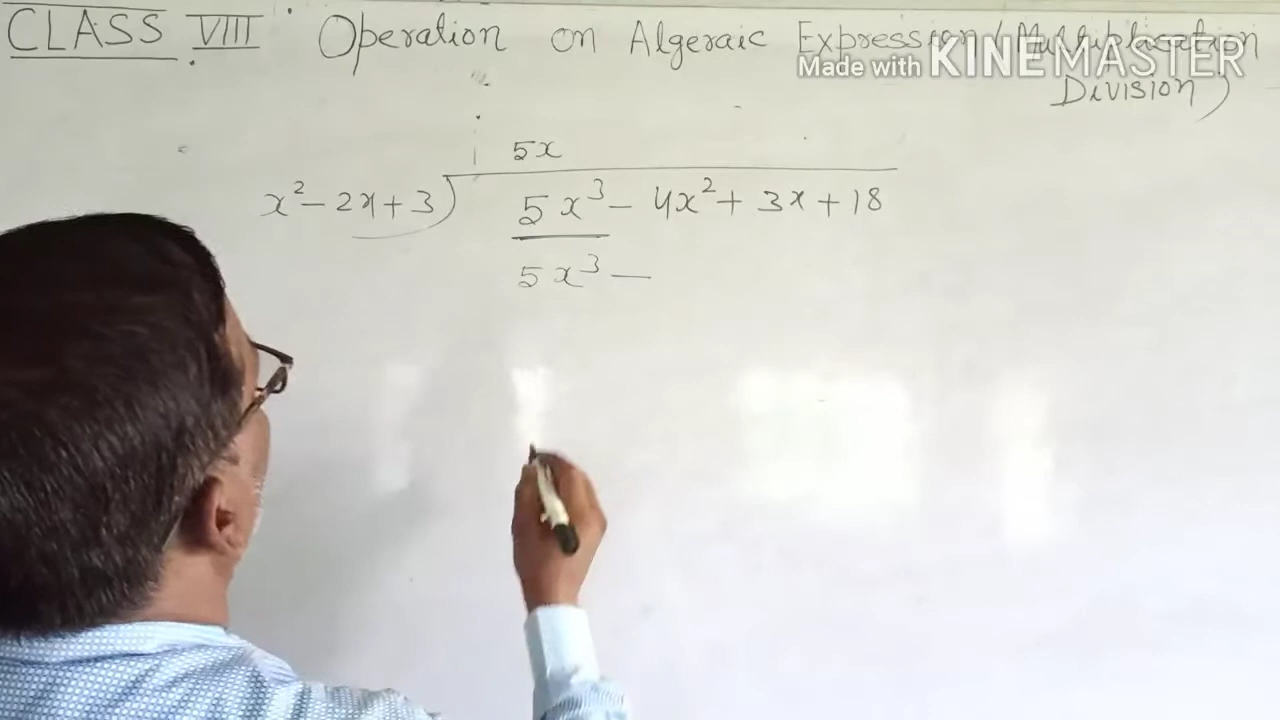 CLASS VIII Operation on Algeraic Expression (Multiplication
Made with KINEMASTER
Division)
5x
x² - 2x + 3) 5x³ - 4x² + 3x + 18
5x³ -